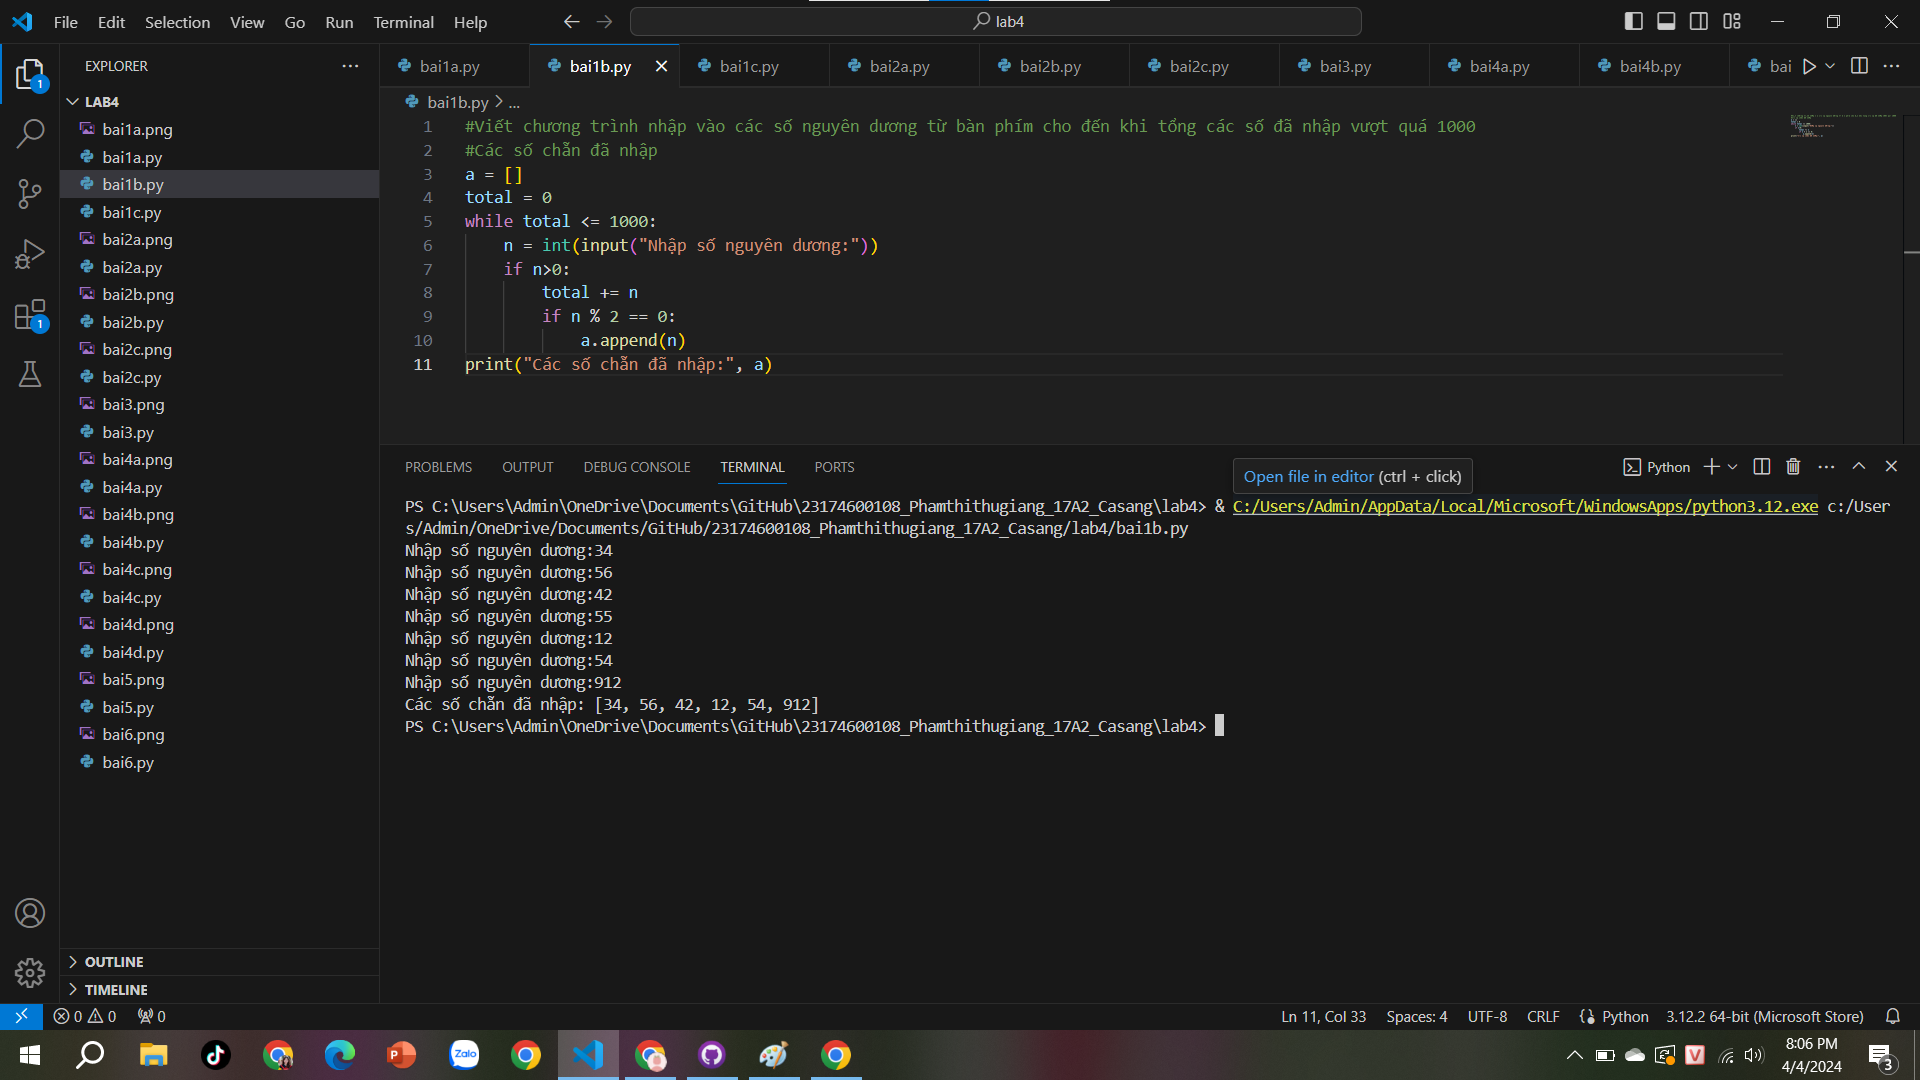 File Edit Selection View Go Run Terminal Help
lab4
EXPLORER
LAB4
bai1a.png
bai1a.py
bai1b.py
bai1c.py
bai2a.png
bai2a.py
bai2b.png
bai2b.py
bai2c.png
bai2c.py
bai3.png
bai3.py
bai4a.png
bai4a.py
bai4b.png
bai4b.py
bai4c.png
bai4c.py
bai4d.png
bai4d.py
bai5.png
bai5.py
bai6.png
bai6.py
OUTLINE
TIMELINE
bai1a.py bai1b.py bai1c.py bai2a.py bai2b.py bai2c.py bai3.py bai4a.py bai4b.py bai
bai1b.py > ...
1 #Viết chương trình nhập vào các số nguyên dương từ bàn phím cho đến khi tổng các số đã nhập vượt quá 1000
2 #Các số chẵn đã nhập
3 a = []
4 total = 0
5 while total <= 1000:
6 n = int(input("Nhập số nguyên dương:"))
7 if n>0:
8 total += n
9 if n % 2 == 0:
10 a.append(n)
11 print("Các số chẵn đã nhập:", a)
PROBLEMS OUTPUT DEBUG CONSOLE TERMINAL PORTS
Open file in editor (ctrl + click)
Python
PS C:\Users\Admin\OneDrive\Documents\GitHub\23174600108_Phamthithugiang_17A2_Casang\lab4> & C:/Users/Admin/AppData/Local/Microsoft/WindowsApps/python3.12.exe c:/User
s/Admin/OneDrive/Documents/GitHub/23174600108_Phamthithugiang_17A2_Casang/lab4/bai1b.py
Nhập số nguyên dương:34
Nhập số nguyên dương:56
Nhập số nguyên dương:42
Nhập số nguyên dương:55
Nhập số nguyên dương:12
Nhập số nguyên dương:54
Nhập số nguyên dương:912
Các số chẵn đã nhập: [34, 56, 42, 12, 54, 912]
PS C:\Users\Admin\OneDrive\Documents\GitHub\23174600108_Phamthithugiang_17A2_Casang\lab4>
0 0 0
Ln 11, Col 33 Spaces: 4 UTF-8 CRLF Python 3.12.2 64-bit (Microsoft Store)
Zalo
8:06 PM
4/4/2024
3